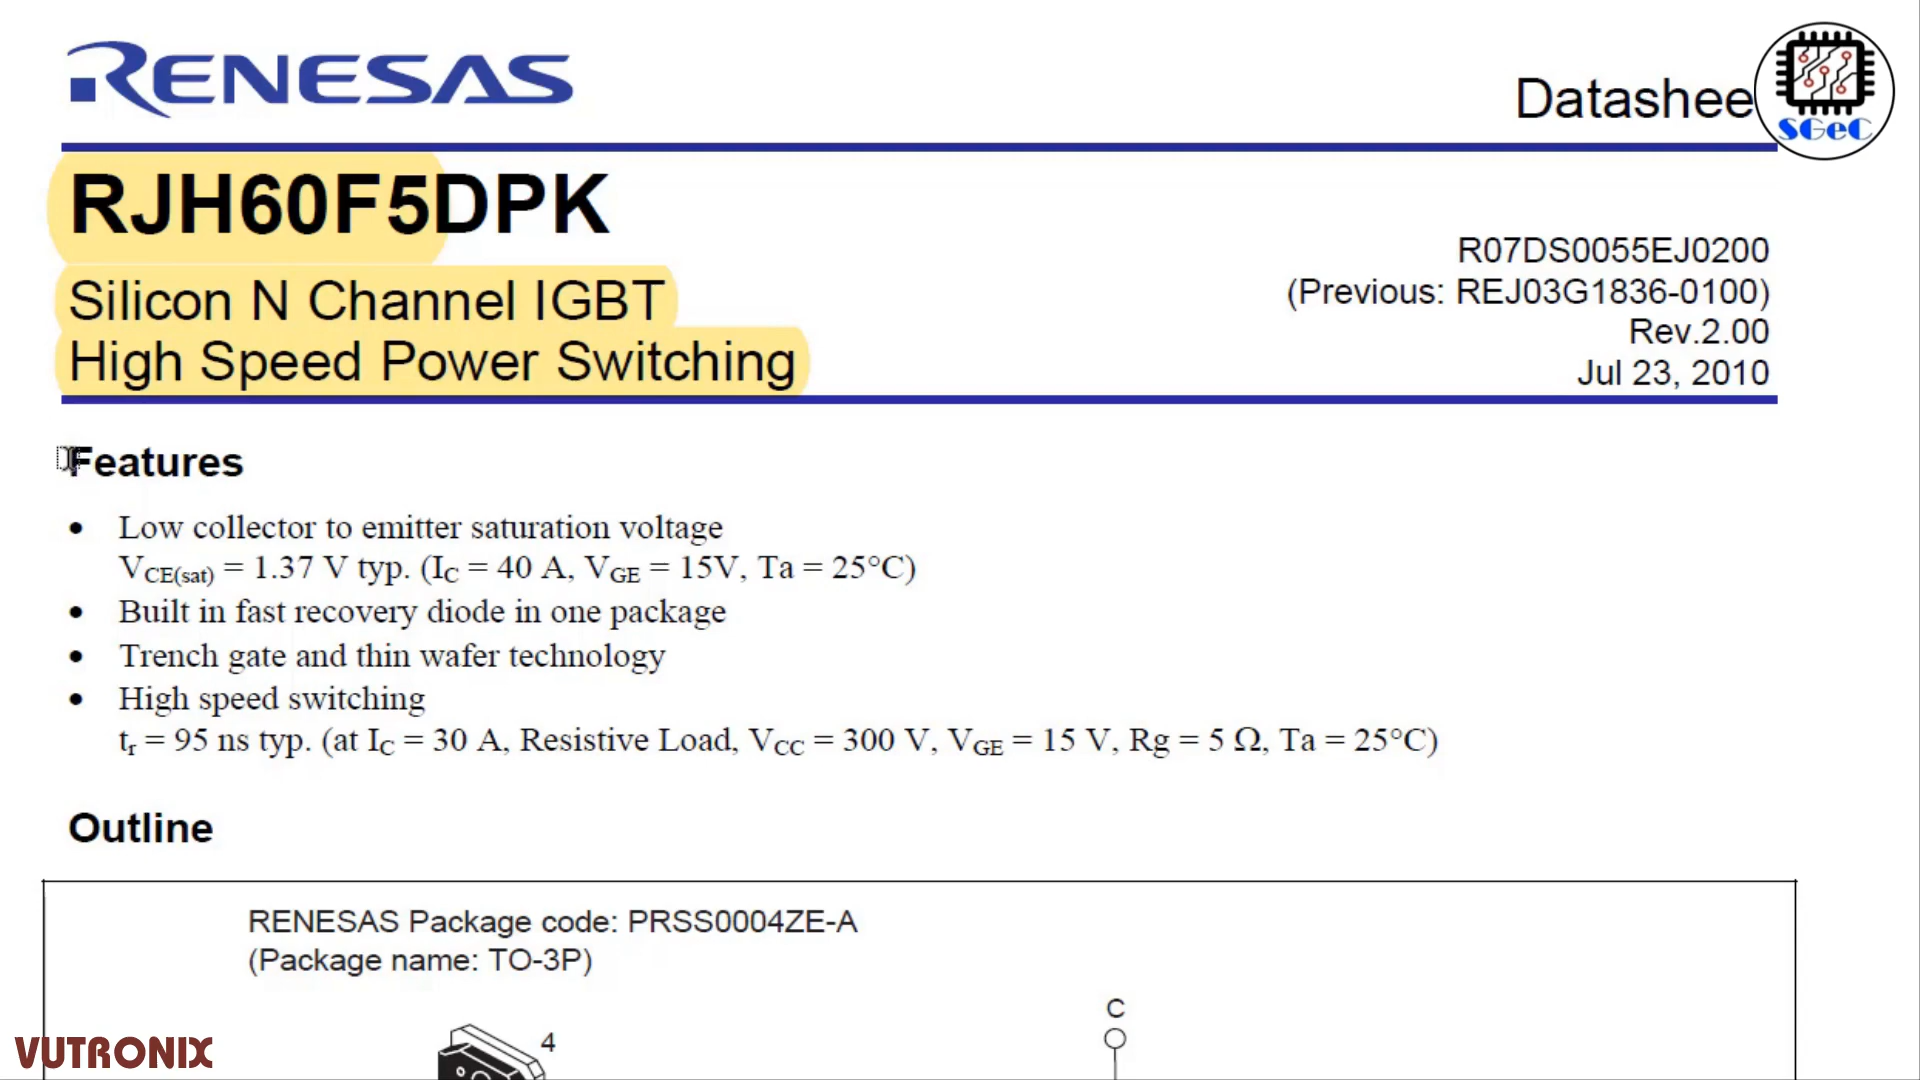 RENESAS
Datashee
SGeC
RJH60F5DPK
Silicon N Channel IGBT
High Speed Power Switching
R07DS0055EJ0200
(Previous: REJ03G1836-0100)
Rev.2.00
Jul 23, 2010
Features
• Low collector to emitter saturation voltage
VCE(sat) = 1.37 V typ. (IC = 40 A, VGE = 15V, Ta = 25°C)
• Built in fast recovery diode in one package
• Trench gate and thin wafer technology
• High speed switching
tr = 95 ns typ. (at IC = 30 A, Resistive Load, VCC = 300 V, VGE = 15 V, Rg = 5 Ω, Ta = 25°C)
Outline
RENESAS Package code: PRSS0004ZE-A
(Package name: TO-3P)
C
4
VUTRONIX